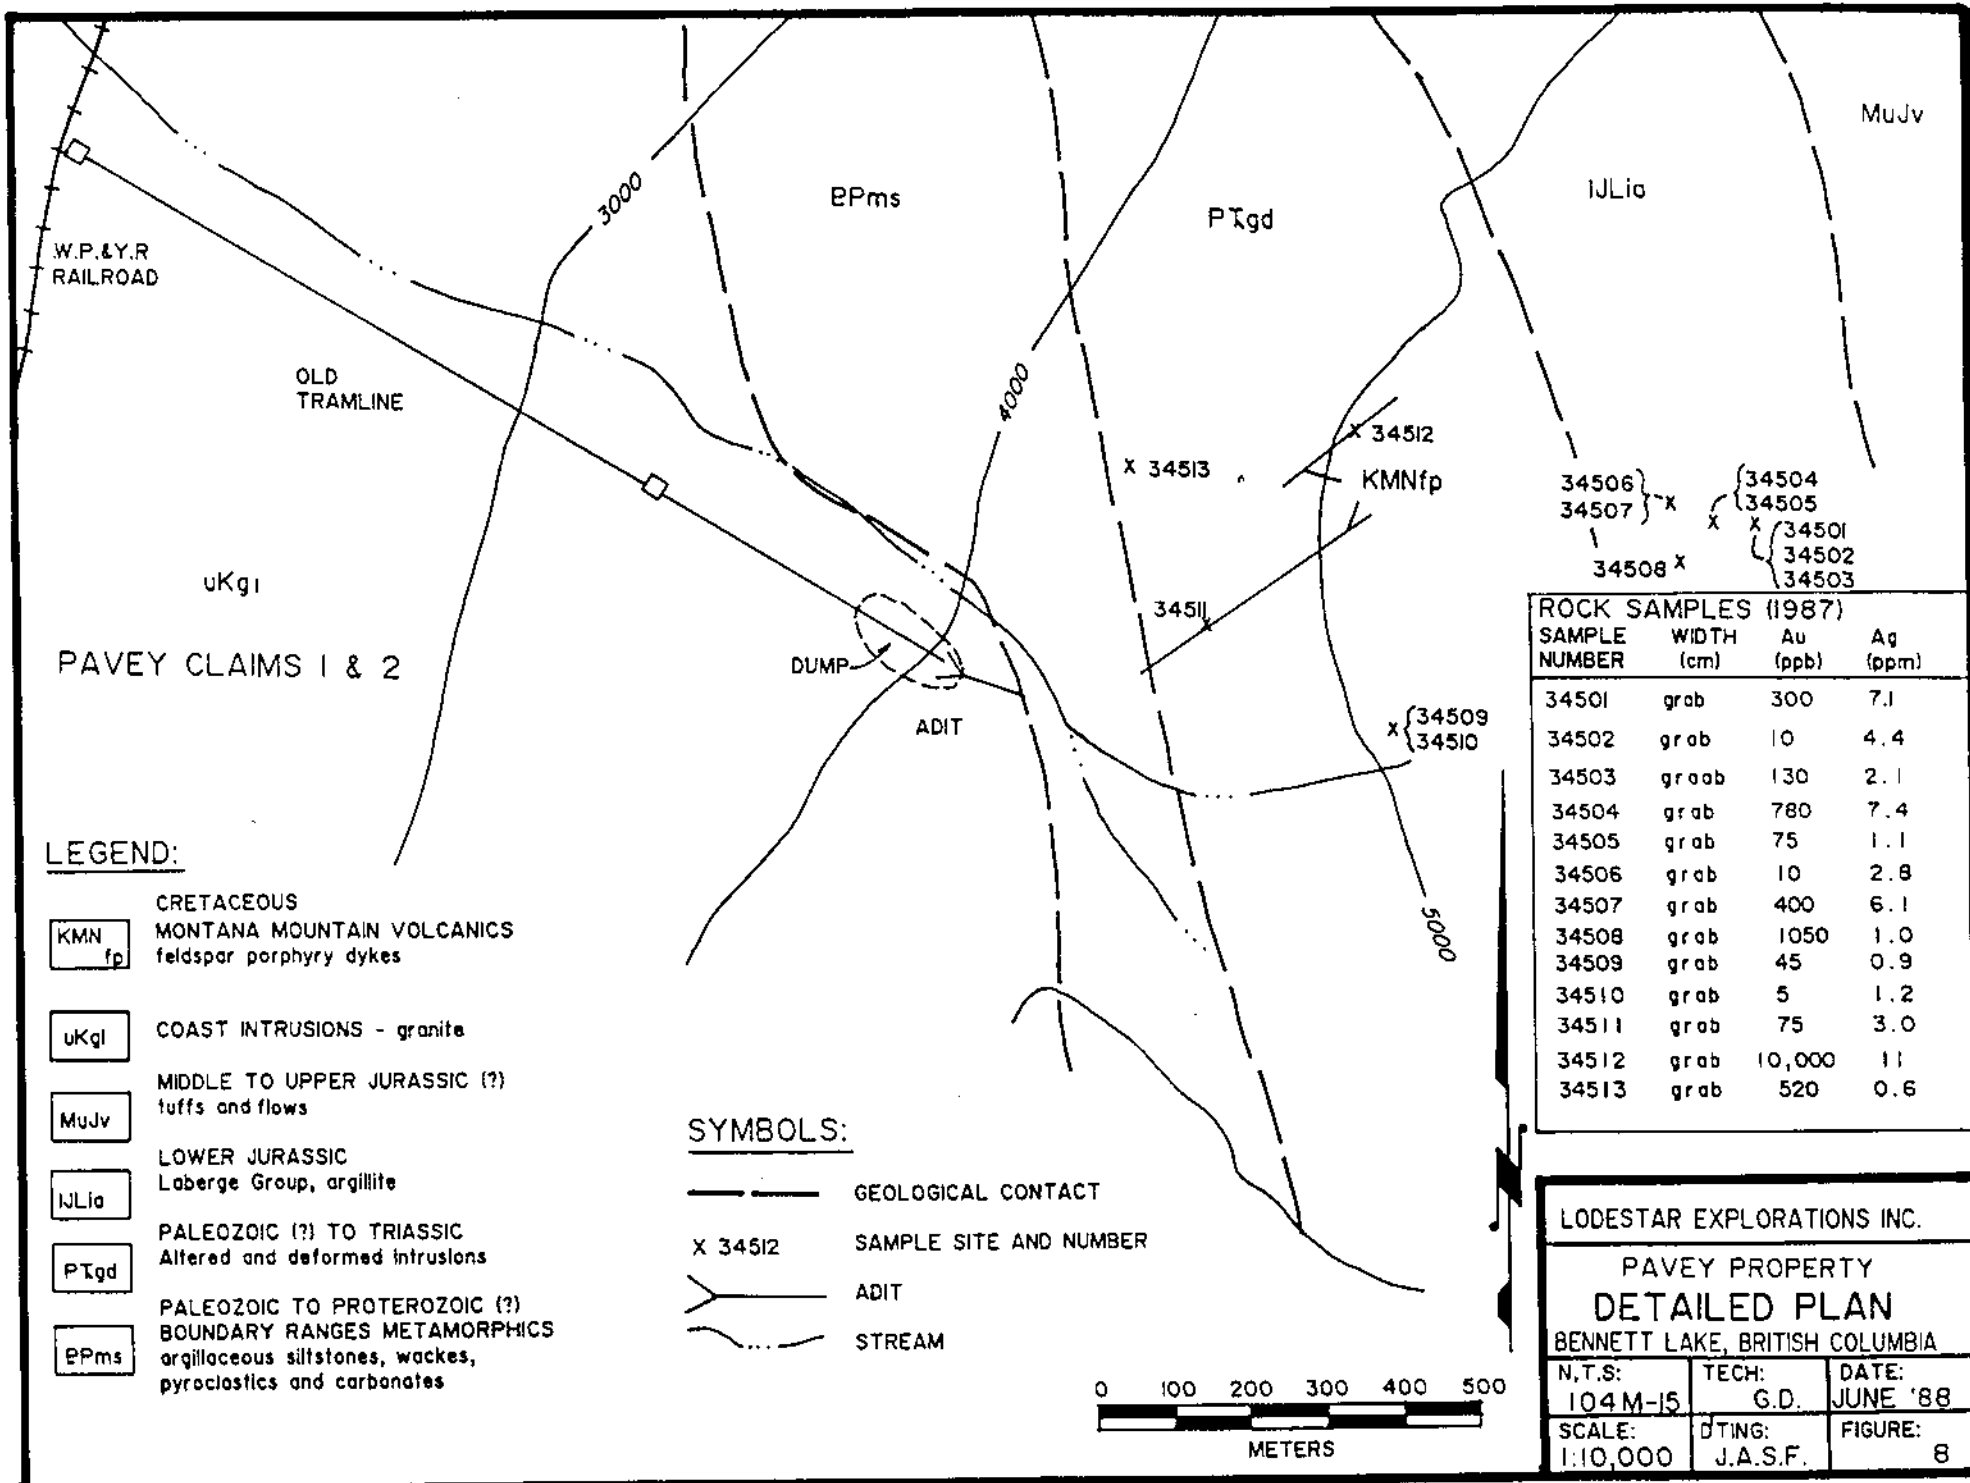 MuJv
3000
ePms
PTgd
lJLia
W.P.&Y.R
RAILROAD
OLD
TRAMLINE
4000
X 34512
X 34513
KMNfp
34506
34507
X
34504
34505
X
X
34501
34502
34503
34508 X
uKgl
34511
X
PAVEY CLAIMS 1 & 2
DUMP
ADIT
X
34509
34510
5000
ROCK SAMPLES (1987)
SAMPLE NUMBER WIDTH (cm) Au (ppb) Ag (ppm)
34501 grab 300 7.1
34502 grab 10 4.4
34503 graab 130 2.1
34504 grab 780 7.4
34505 grab 75 1.1
34506 grab 10 2.8
34507 grab 400 6.1
34508 grab 1050 1.0
34509 grab 45 0.9
34510 grab 5 1.2
34511 grab 75 3.0
34512 grab 10,000 11
34513 grab 520 0.6
LEGEND:
CRETACEOUS
KMN fp
MONTANA MOUNTAIN VOLCANICS
feldspar porphyry dykes
uKgl
COAST INTRUSIONS - granite
MIDDLE TO UPPER JURASSIC (?)
MuJv
tuffs and flows
LOWER JURASSIC
lJLia
Laberge Group, argillite
PALEOZOIC (?) TO TRIASSIC
PTgd
Altered and deformed intrusions
PALEOZOIC TO PROTEROZOIC (?)
BOUNDARY RANGES METAMORPHICS
ePms
argillaceous siltstones, wackes,
pyroclastics and carbonates
SYMBOLS:
GEOLOGICAL CONTACT
X 34512 SAMPLE SITE AND NUMBER
ADIT
STREAM
0 100 200 300 400 500
METERS
N
LODESTAR EXPLORATIONS INC.
PAVEY PROPERTY
DETAILED PLAN
BENNETT LAKE, BRITISH COLUMBIA
N.T.S: 104M-15
TECH: G.D.
DATE: JUNE '88
SCALE: 1:10,000
D'TING: J.A.S.F.
FIGURE: 8